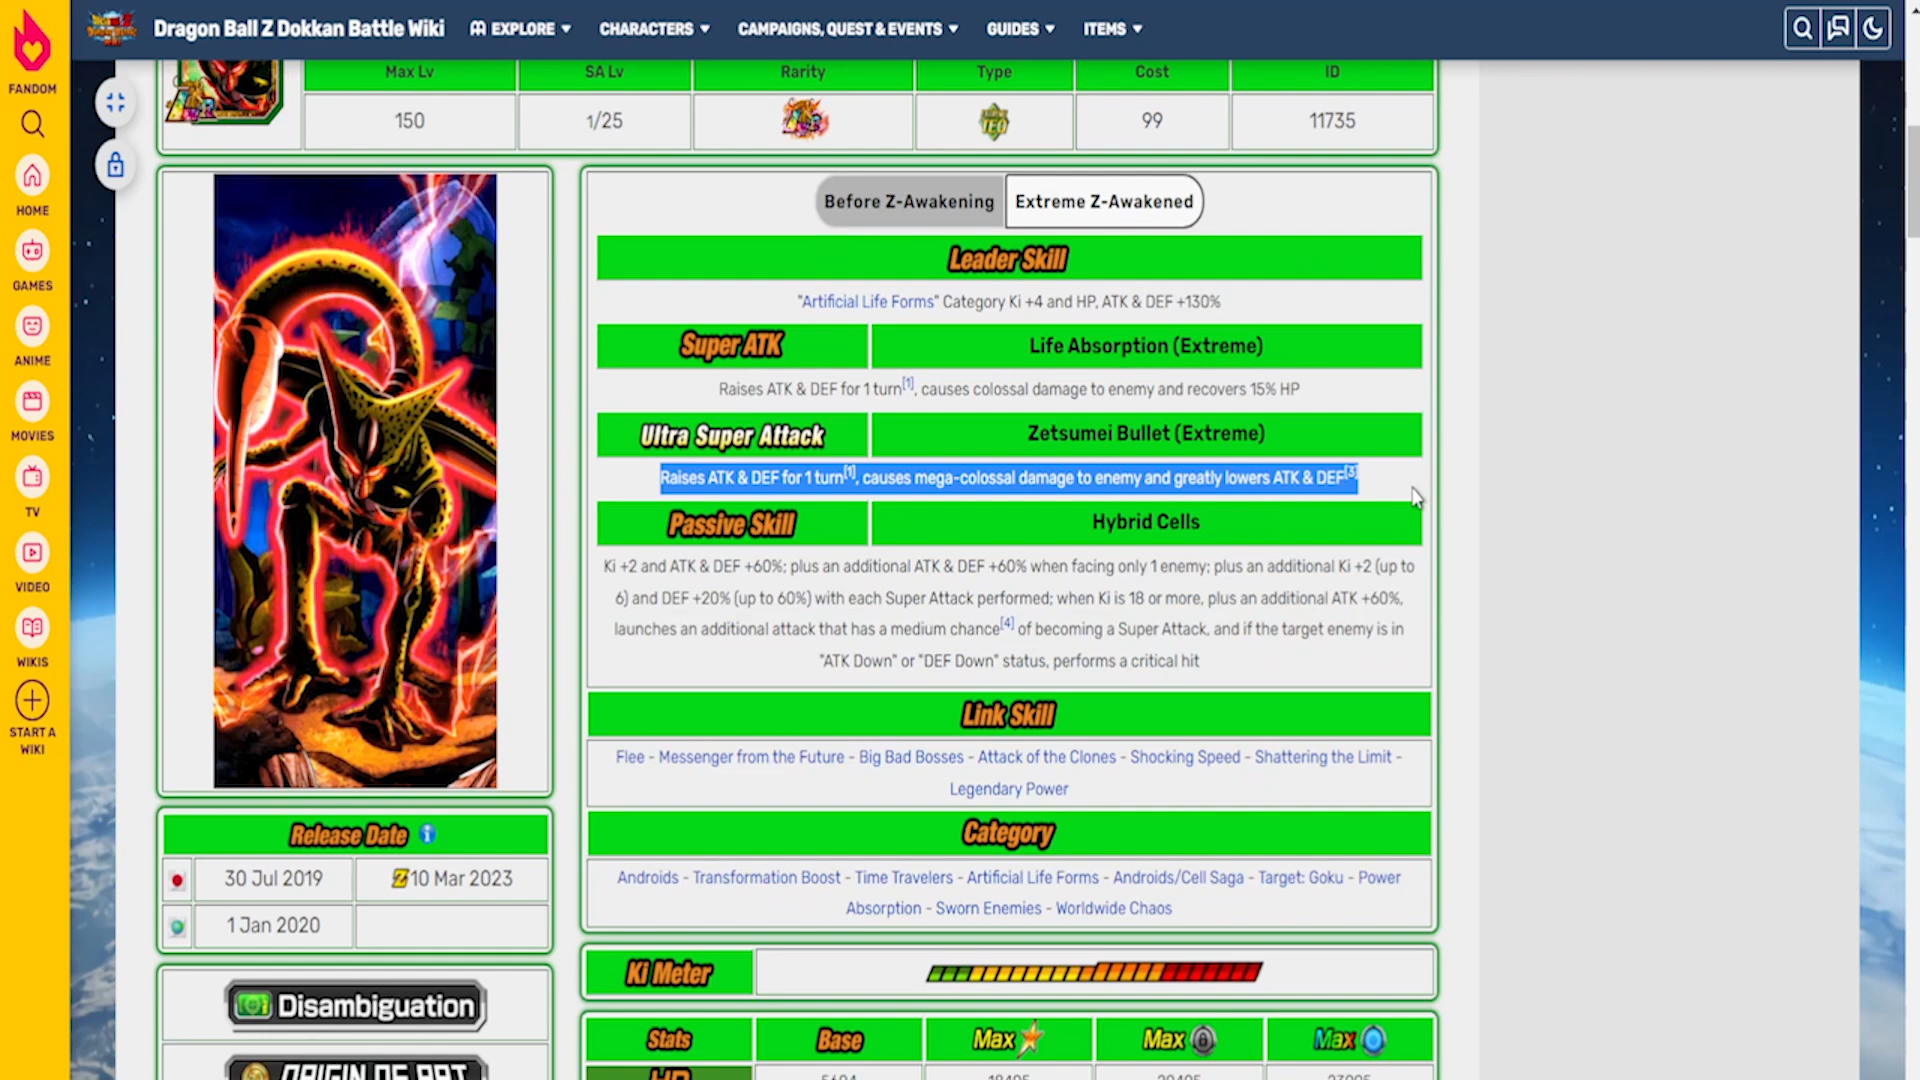 Dragon Ball Z Dokkan Battle Wiki
EXPLORE
CHARACTERS
CAMPAIGNS, QUEST & EVENTS
GUIDES
ITEMS
FANDOM
HOME
GAMES
ANIME
MOVIES
TV
VIDEO
WIKIS
START A
WIKI
Max Lv SA Lv Rarity Type Cost ID
150 1/25 TEQ 99 11735
Before Z-Awakening Extreme Z-Awakened
Leader Skill
"Artificial Life Forms" Category Ki +4 and HP, ATK & DEF +130%
Super ATK Life Absorption (Extreme)
Raises ATK & DEF for 1 turn[1], causes colossal damage to enemy and recovers 15% HP
Ultra Super Attack Zetsumei Bullet (Extreme)
Raises ATK & DEF for 1 turn[1], causes mega-colossal damage to enemy and greatly lowers ATK & DEF[3]
Passive Skill Hybrid Cells
Ki +2 and ATK & DEF +60%; plus an additional ATK & DEF +60% when facing only 1 enemy; plus an additional Ki +2 (up to
6) and DEF +20% (up to 60%) with each Super Attack performed; when Ki is 18 or more, plus an additional ATK +60%,
launches an additional attack that has a medium chance[4] of becoming a Super Attack, and if the target enemy is in
"ATK Down" or "DEF Down" status, performs a critical hit
Link Skill
Flee - Messenger from the Future - Big Bad Bosses - Attack of the Clones - Shocking Speed - Shattering the Limit -
Legendary Power
Category
Androids - Transformation Boost - Time Travelers - Artificial Life Forms - Androids/Cell Saga - Target: Goku - Power
Absorption - Sworn Enemies - Worldwide Chaos
Ki Meter
Stats Base Max Max Max
HP
Release Date
30 Jul 2019 Z 10 Mar 2023
1 Jan 2020
Disambiguation
ORIGIN OF ART